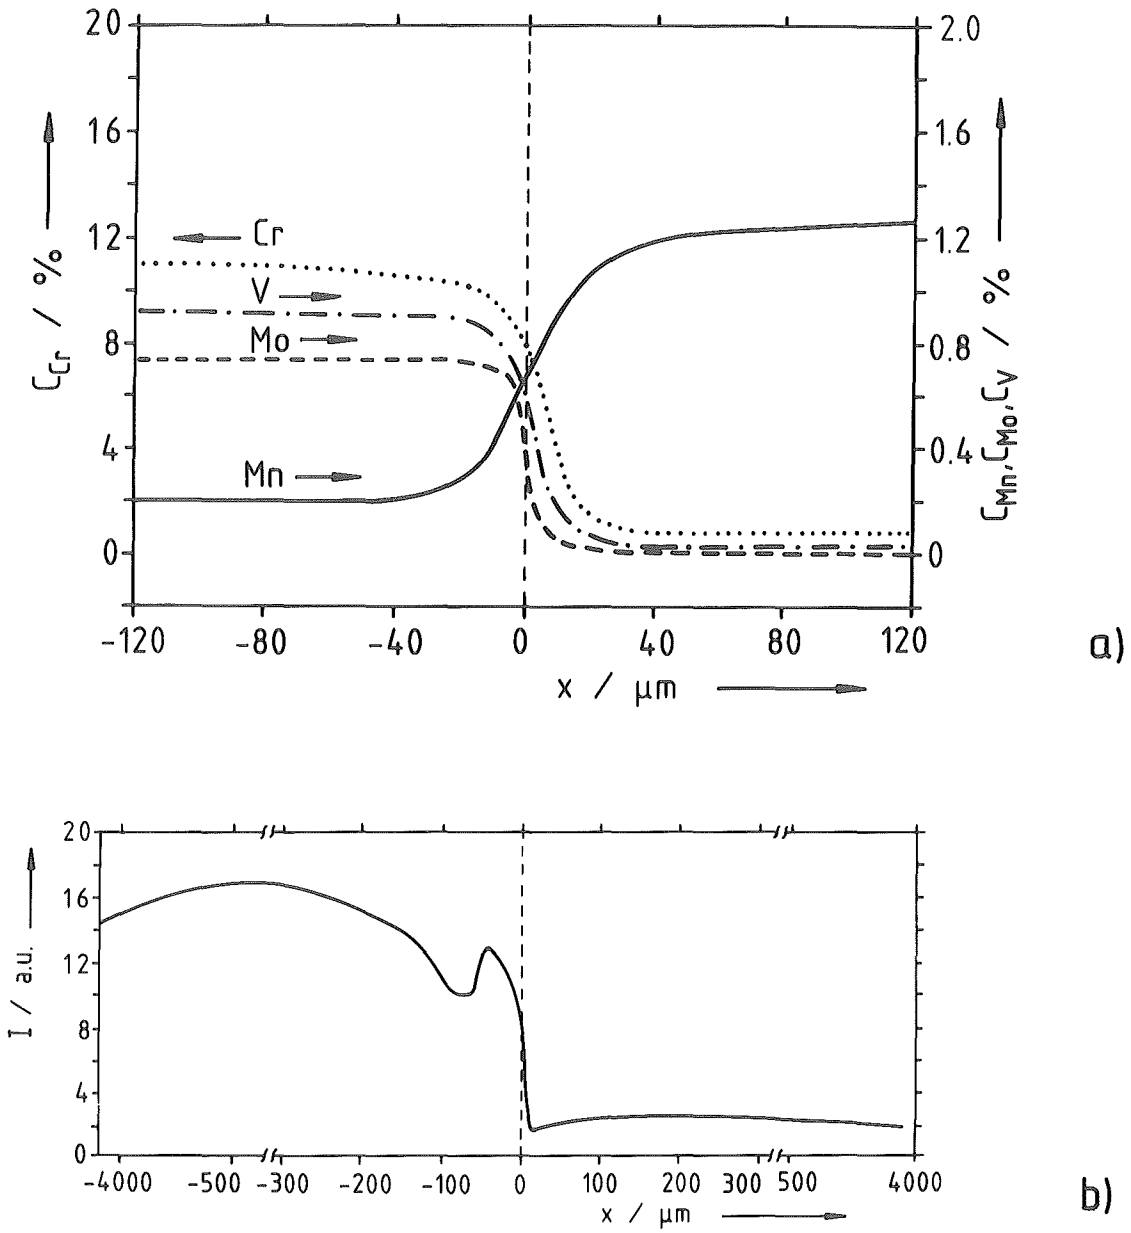 20
2.0
16
1.6
Cr
12
1.2
V
Mo
8
0.8
4
0.4
Mn
0
0
C_Cr / %
C_Mn, C_Mo, C_V / %
-120 -80 -40 0 40 80 120
x / μm
a)
20
16
12
8
4
0
I / a.u.
-4000 -500 -300 -200 -100 0 100 200 300 500 4000
x / μm
b)